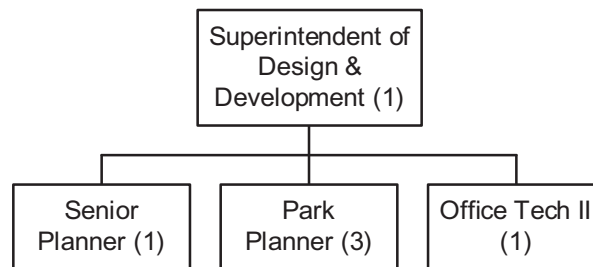 Superintendent of
Design &
Development (1)
Senior
Planner (1)
Park
Planner (3)
Office Tech II
(1)